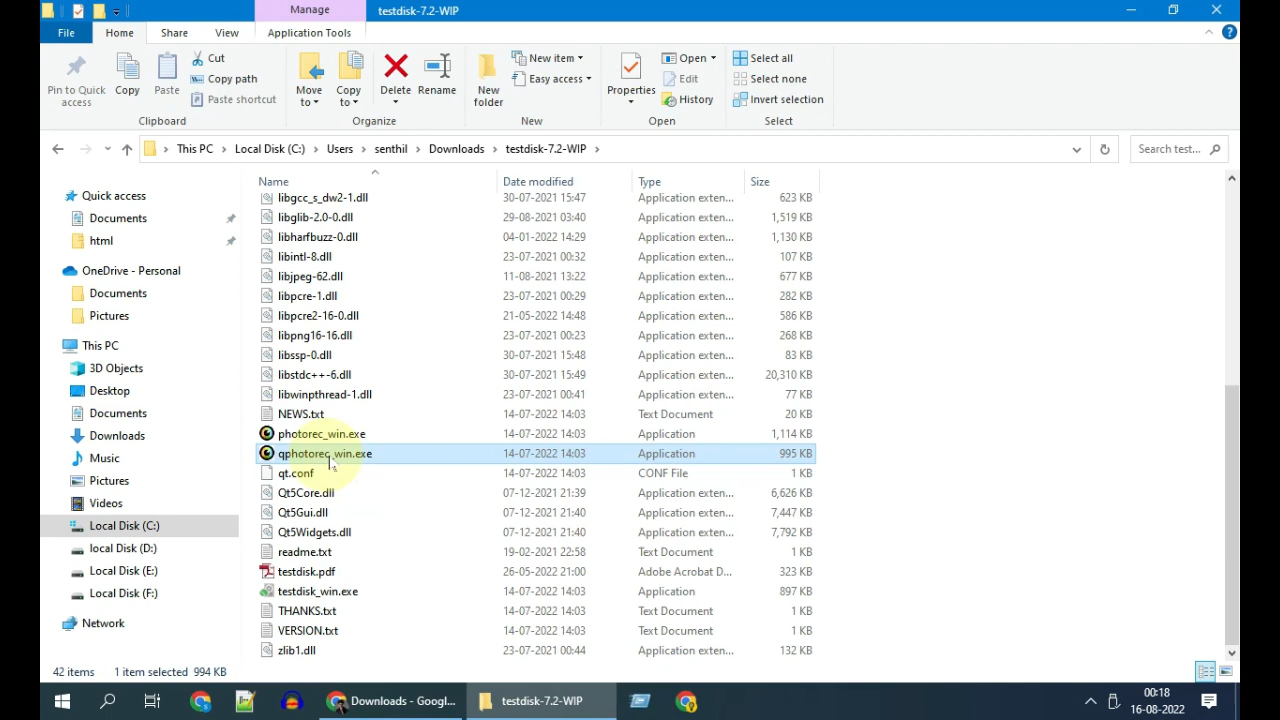 Manage
testdisk-7.2-WIP
File
Home
Share
View
Application Tools
Pin to Quick access
Copy
Paste
Cut
Copy path
Paste shortcut
Clipboard
Move to
Copy to
Delete
Rename
Organize
New folder
New item
Easy access
New
Properties
Open
Edit
History
Open
Select all
Select none
Invert selection
Select
This PC > Local Disk (C:) > Users > senthil > Downloads > testdisk-7.2-WIP >
Search test...
Quick access
Documents
html
OneDrive - Personal
Documents
Pictures
This PC
3D Objects
Desktop
Documents
Downloads
Music
Pictures
Videos
Local Disk (C:)
local Disk (D:)
Local Disk (E:)
Local Disk (F:)
Network
Name Date modified Type Size
libgcc_s_dw2-1.dll 30-07-2021 15:47 Application exten... 623 KB
libglib-2.0-0.dll 29-08-2021 03:40 Application exten... 1,519 KB
libharfbuzz-0.dll 04-01-2022 14:29 Application exten... 1,130 KB
libintl-8.dll 23-07-2021 00:32 Application exten... 107 KB
libjpeg-62.dll 11-08-2021 13:22 Application exten... 677 KB
libpcre-1.dll 23-07-2021 00:29 Application exten... 282 KB
libpcre2-16-0.dll 21-05-2022 14:48 Application exten... 586 KB
libpng16-16.dll 23-07-2021 00:23 Application exten... 268 KB
libssp-0.dll 30-07-2021 15:48 Application exten... 83 KB
libstdc++-6.dll 30-07-2021 15:49 Application exten... 20,310 KB
libwinpthread-1.dll 23-07-2021 00:41 Application exten... 77 KB
NEWS.txt 14-07-2022 14:03 Text Document 20 KB
photorec_win.exe 14-07-2022 14:03 Application 1,114 KB
qphotorec_win.exe 14-07-2022 14:03 Application 995 KB
qt.conf 14-07-2022 14:03 CONF File 1 KB
Qt5Core.dll 07-12-2021 21:39 Application exten... 6,626 KB
Qt5Gui.dll 07-12-2021 21:40 Application exten... 7,447 KB
Qt5Widgets.dll 07-12-2021 21:40 Application exten... 7,792 KB
readme.txt 19-02-2021 22:58 Text Document 1 KB
testdisk.pdf 26-05-2022 21:00 Adobe Acrobat D... 323 KB
testdisk_win.exe 14-07-2022 14:03 Application 897 KB
THANKS.txt 14-07-2022 14:03 Text Document 1 KB
VERSION.txt 14-07-2022 14:03 Text Document 1 KB
zlib1.dll 23-07-2021 00:44 Application exten... 132 KB
42 items 1 item selected 994 KB
Downloads - Googl...
testdisk-7.2-WIP
00:18
16-08-2022